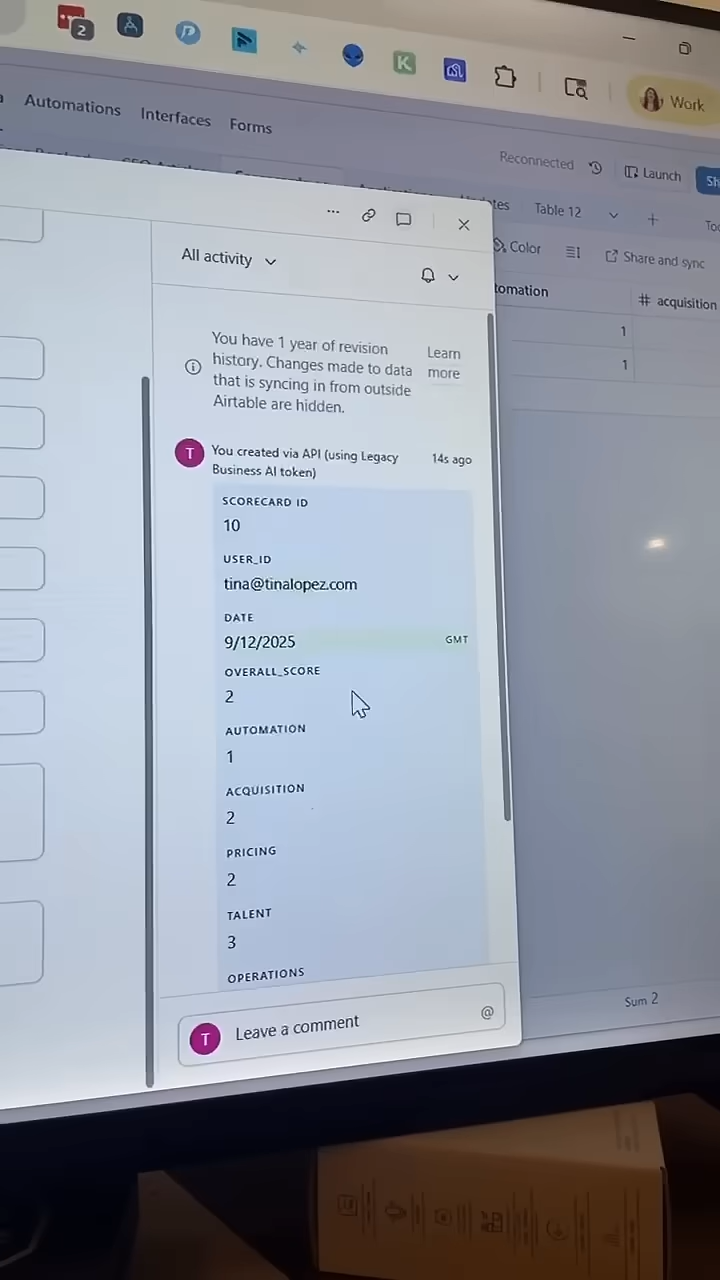 2
K
Work
Automations Interfaces Forms
Reconnected
Launch
Table 12
Color
Share and sync
tomation
# acquisition
1
1
All activity
You have 1 year of revision
history. Changes made to data
that is syncing in from outside
Airtable are hidden.
Learn
more
T
You created via API (using Legacy
Business AI token)
14s ago
SCORECARD ID
10
USER_ID
tina@tinalopez.com
DATE
9/12/2025
GMT
OVERALL_SCORE
2
AUTOMATION
1
ACQUISITION
2
PRICING
2
TALENT
3
OPERATIONS
T
Leave a comment
@
Sum 2